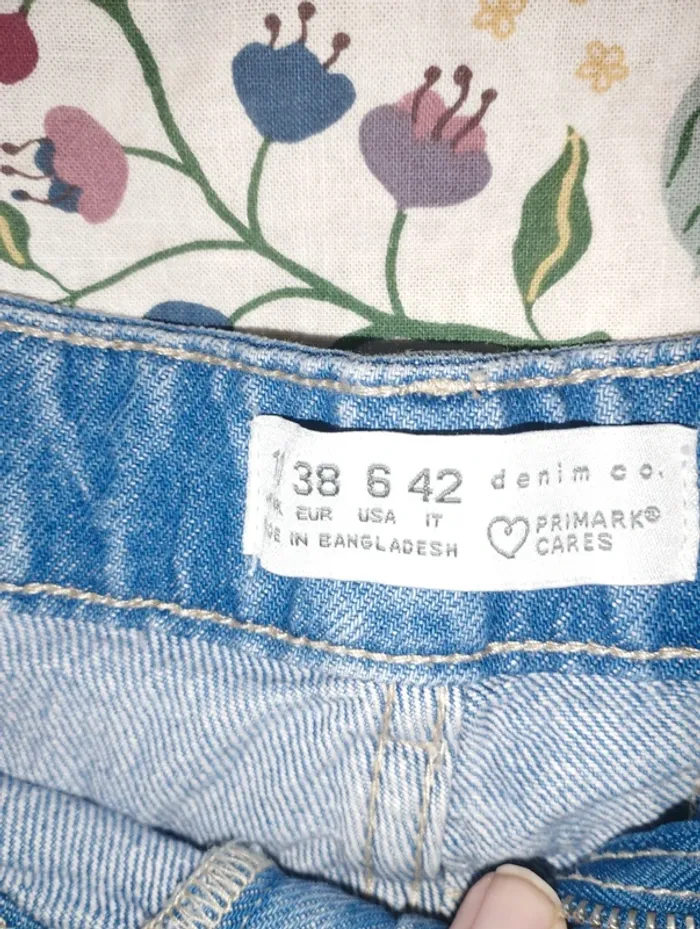 38 6 42
EUR USA IT
IN BANGLADESH
denim co.
PRIMARK®
CARES